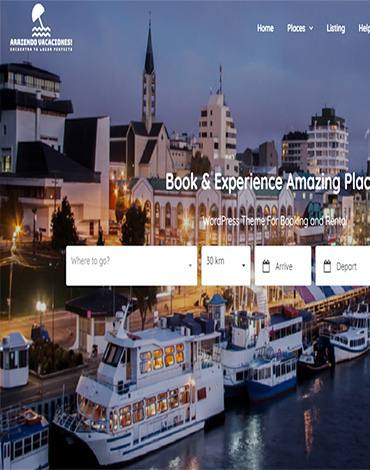 Home Places Listing Help
ARRIENDO VACACIONES!
ENCUENTRA TU LUGAR PERFECTO
Book & Experience Amazing Plac
WordPress Theme For Booking and Rental
Where to go? 30 km Arrive Depart